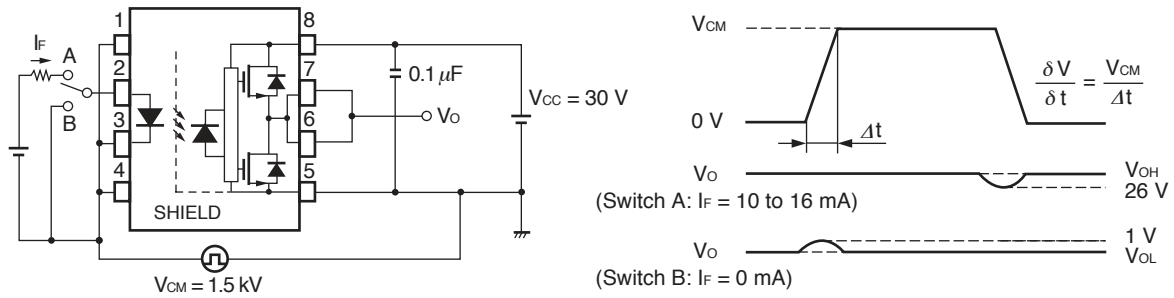 1
2
3
4
8
7
6
5
IF
A
B
SHIELD
0.1 μF
VO
VCC = 30 V
VCM = 1.5 kV
VCM
0 V
Δt
δV/δt = VCM/Δt
VO
(Switch A: IF = 10 to 16 mA)
VOH
26 V
VO
(Switch B: IF = 0 mA)
1 V
VOL